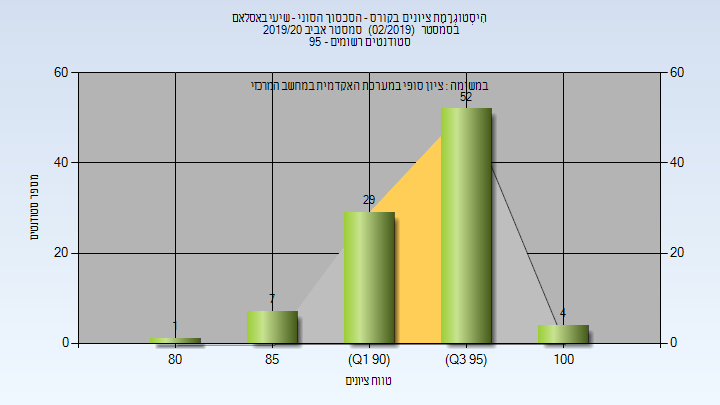 היסטוגרמת ציונים בקורס - הסכסוך הסוני - שיעי באסלאם
בסמסטר (02/2019) סמסטר אביב 2019/20
סטודנטים רשומים - 95
במשימה : ציון סופי במערכת האקדמית במחשב המרכזי
60
60
52
40
40
29
20
20
7
4
1
0
0
80
85
(Q1 90)
(Q3 95)
100
מספר סטודנטים
טווח ציונים